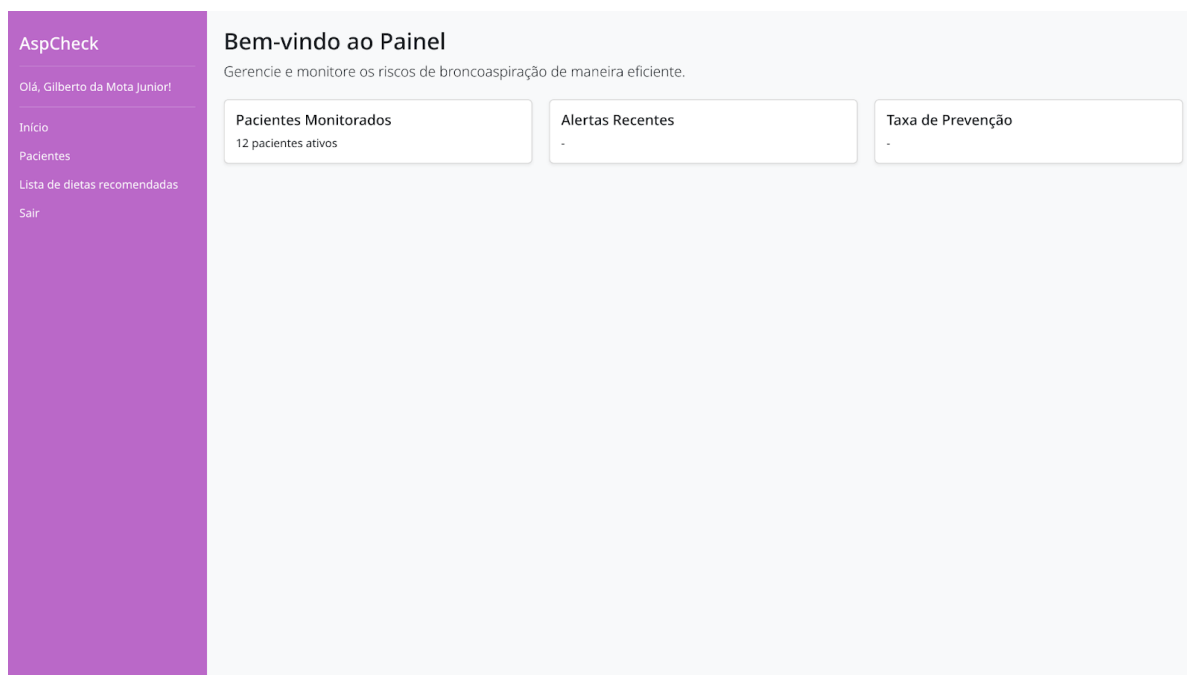 AspCheck
Olá, Gilberto da Mota Junior!
Início
Pacientes
Lista de dietas recomendadas
Sair
Bem-vindo ao Painel
Gerencie e monitore os riscos de broncoaspiração de maneira eficiente.
Pacientes Monitorados
12 pacientes ativos
Alertas Recentes
-
Taxa de Prevenção
-